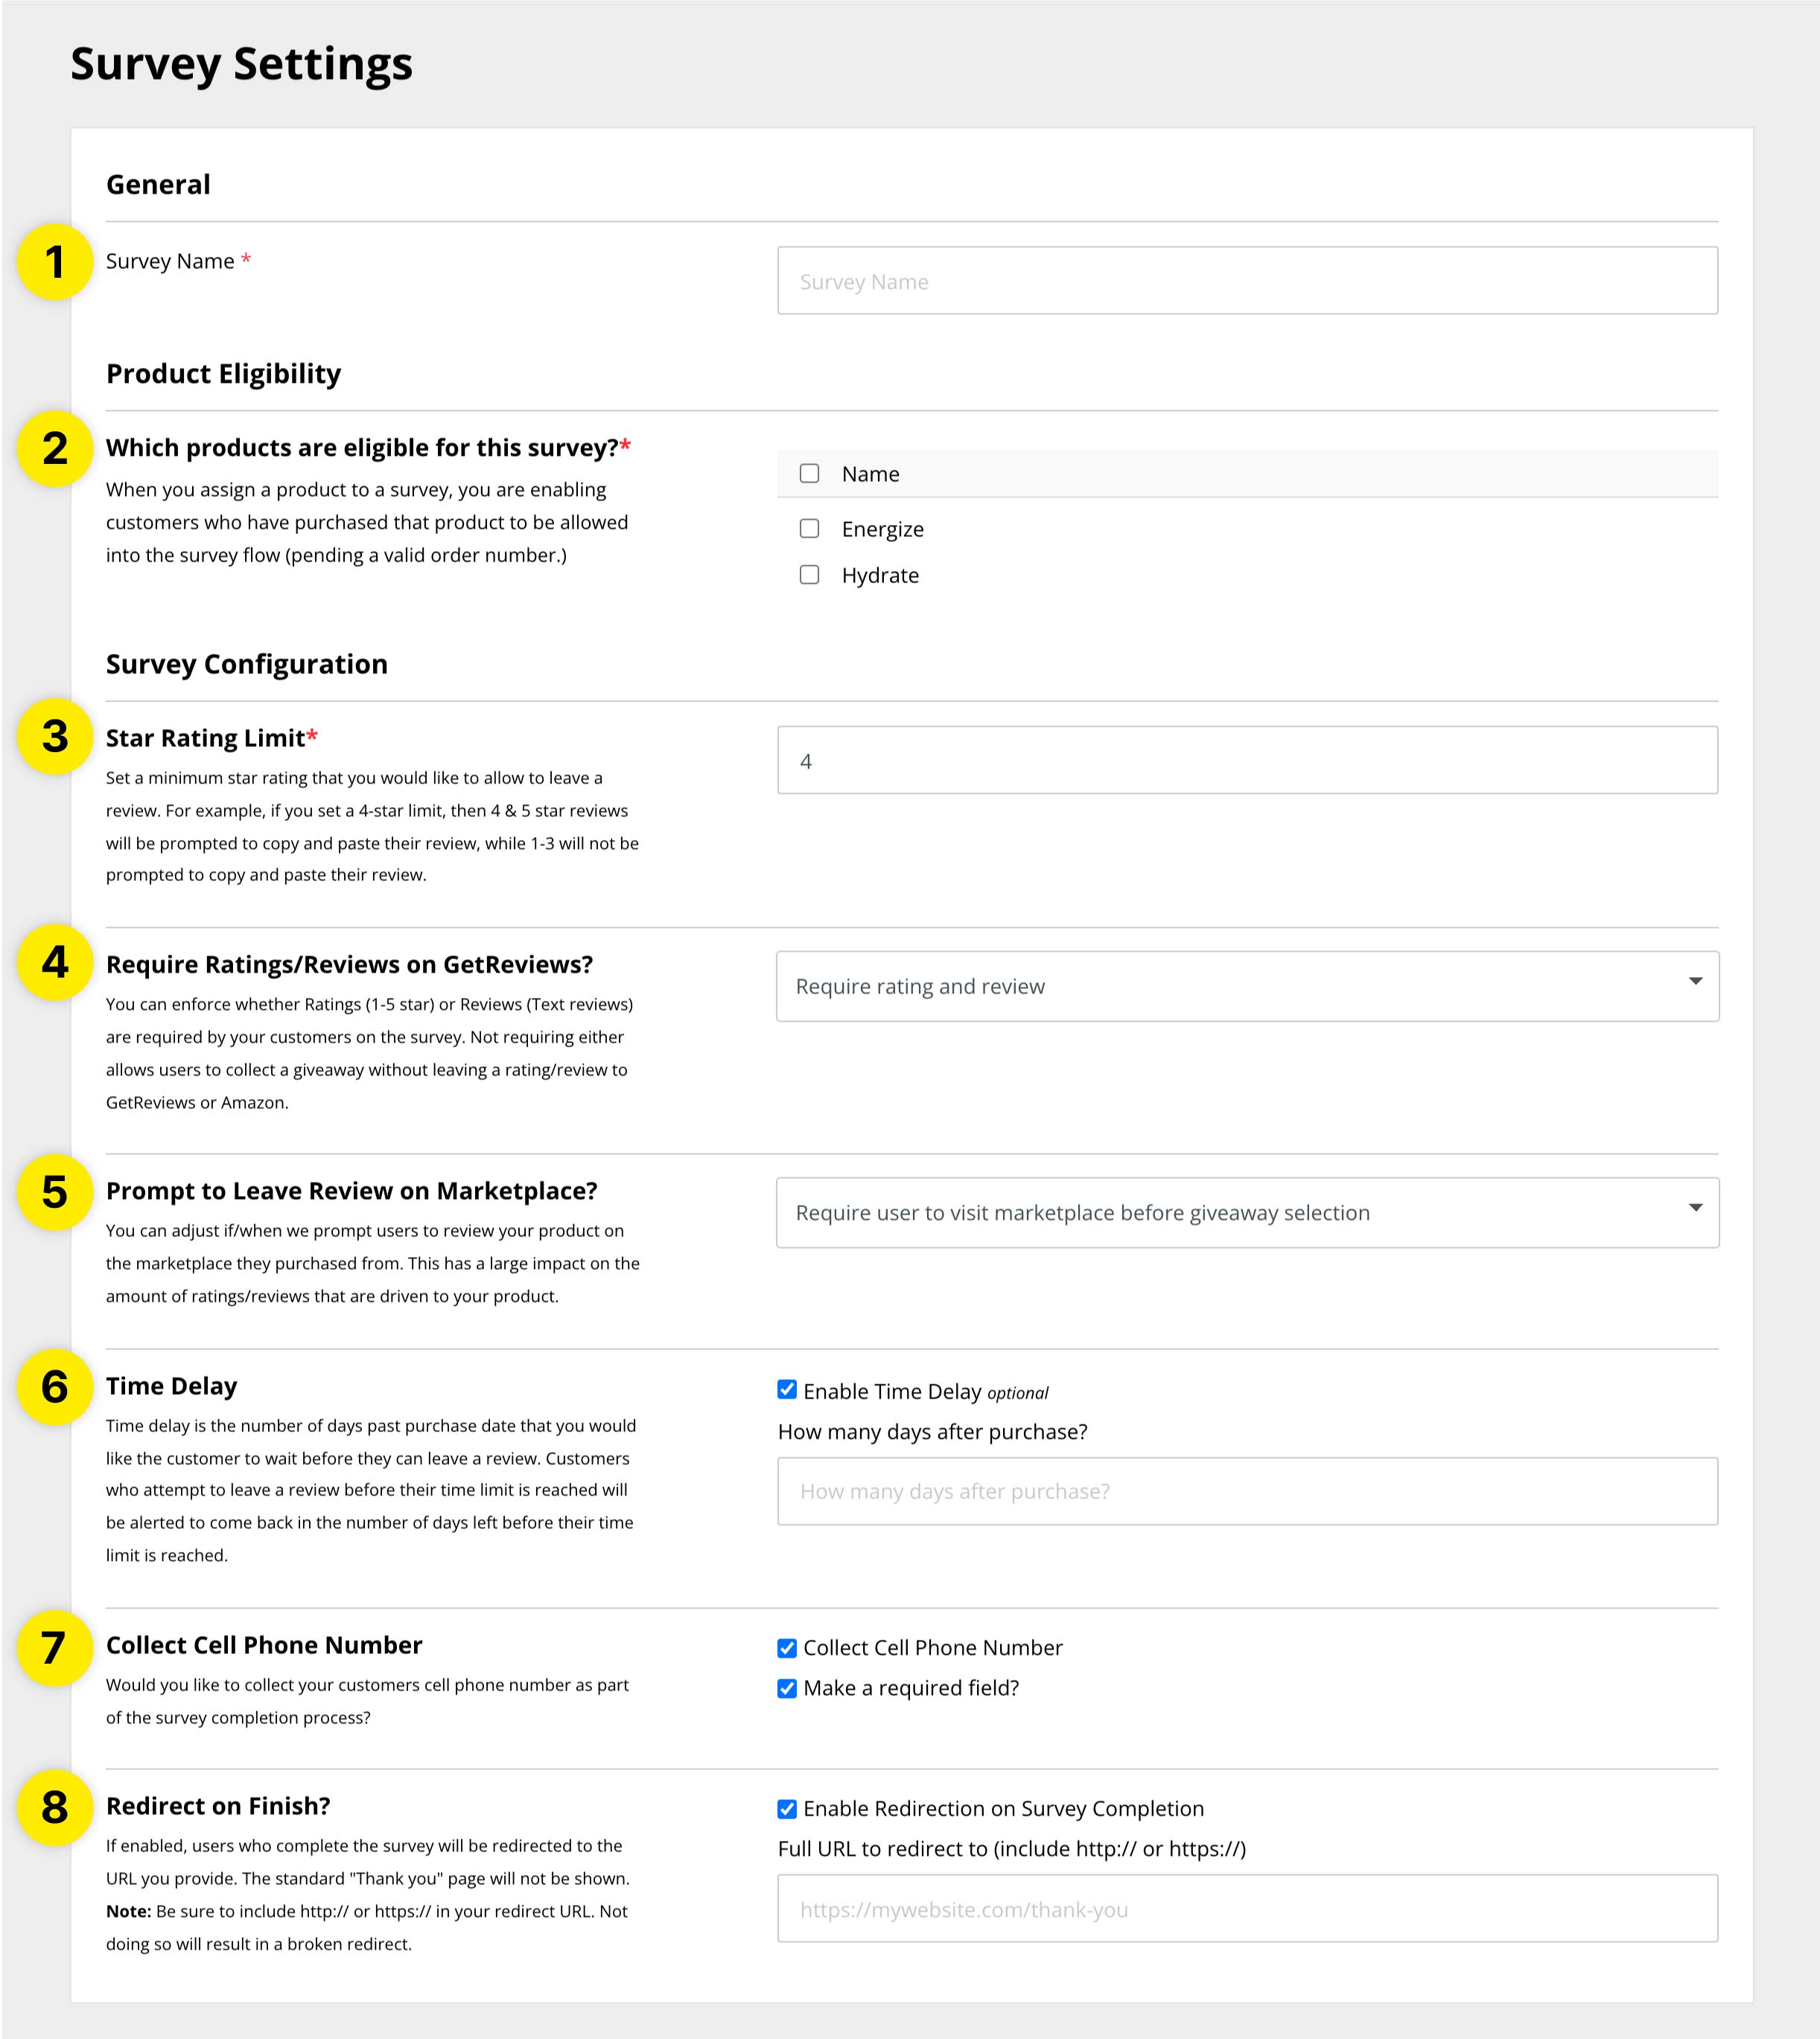 Survey Settings
General
1
Survey Name *
Survey Name
Product Eligibility
2
Which products are eligible for this survey?*
When you assign a product to a survey, you are enabling
customers who have purchased that product to be allowed
into the survey flow (pending a valid order number.)
Name
Energize
Hydrate
Survey Configuration
3
Star Rating Limit*
Set a minimum star rating that you would like to allow to leave a
review. For example, if you set a 4-star limit, then 4 & 5 star reviews
will be prompted to copy and paste their review, while 1-3 will not be
prompted to copy and paste their review.
4
4
Require Ratings/Reviews on GetReviews?
You can enforce whether Ratings (1-5 star) or Reviews (Text reviews)
are required by your customers on the survey. Not requiring either
allows users to collect a giveaway without leaving a rating/review to
GetReviews or Amazon.
Require rating and review
5
Prompt to Leave Review on Marketplace?
You can adjust if/when we prompt users to review your product on
the marketplace they purchased from. This has a large impact on the
amount of ratings/reviews that are driven to your product.
Require user to visit marketplace before giveaway selection
6
Time Delay
Time delay is the number of days past purchase date that you would
like the customer to wait before they can leave a review. Customers
who attempt to leave a review before their time limit is reached will
be alerted to come back in the number of days left before their time
limit is reached.
Enable Time Delay optional
How many days after purchase?
How many days after purchase?
7
Collect Cell Phone Number
Would you like to collect your customers cell phone number as part
of the survey completion process?
Collect Cell Phone Number
Make a required field?
8
Redirect on Finish?
If enabled, users who complete the survey will be redirected to the
URL you provide. The standard "Thank you" page will not be shown.
Note: Be sure to include http:// or https:// in your redirect URL. Not
doing so will result in a broken redirect.
Enable Redirection on Survey Completion
Full URL to redirect to (include http:// or https://)
https://mywebsite.com/thank-you